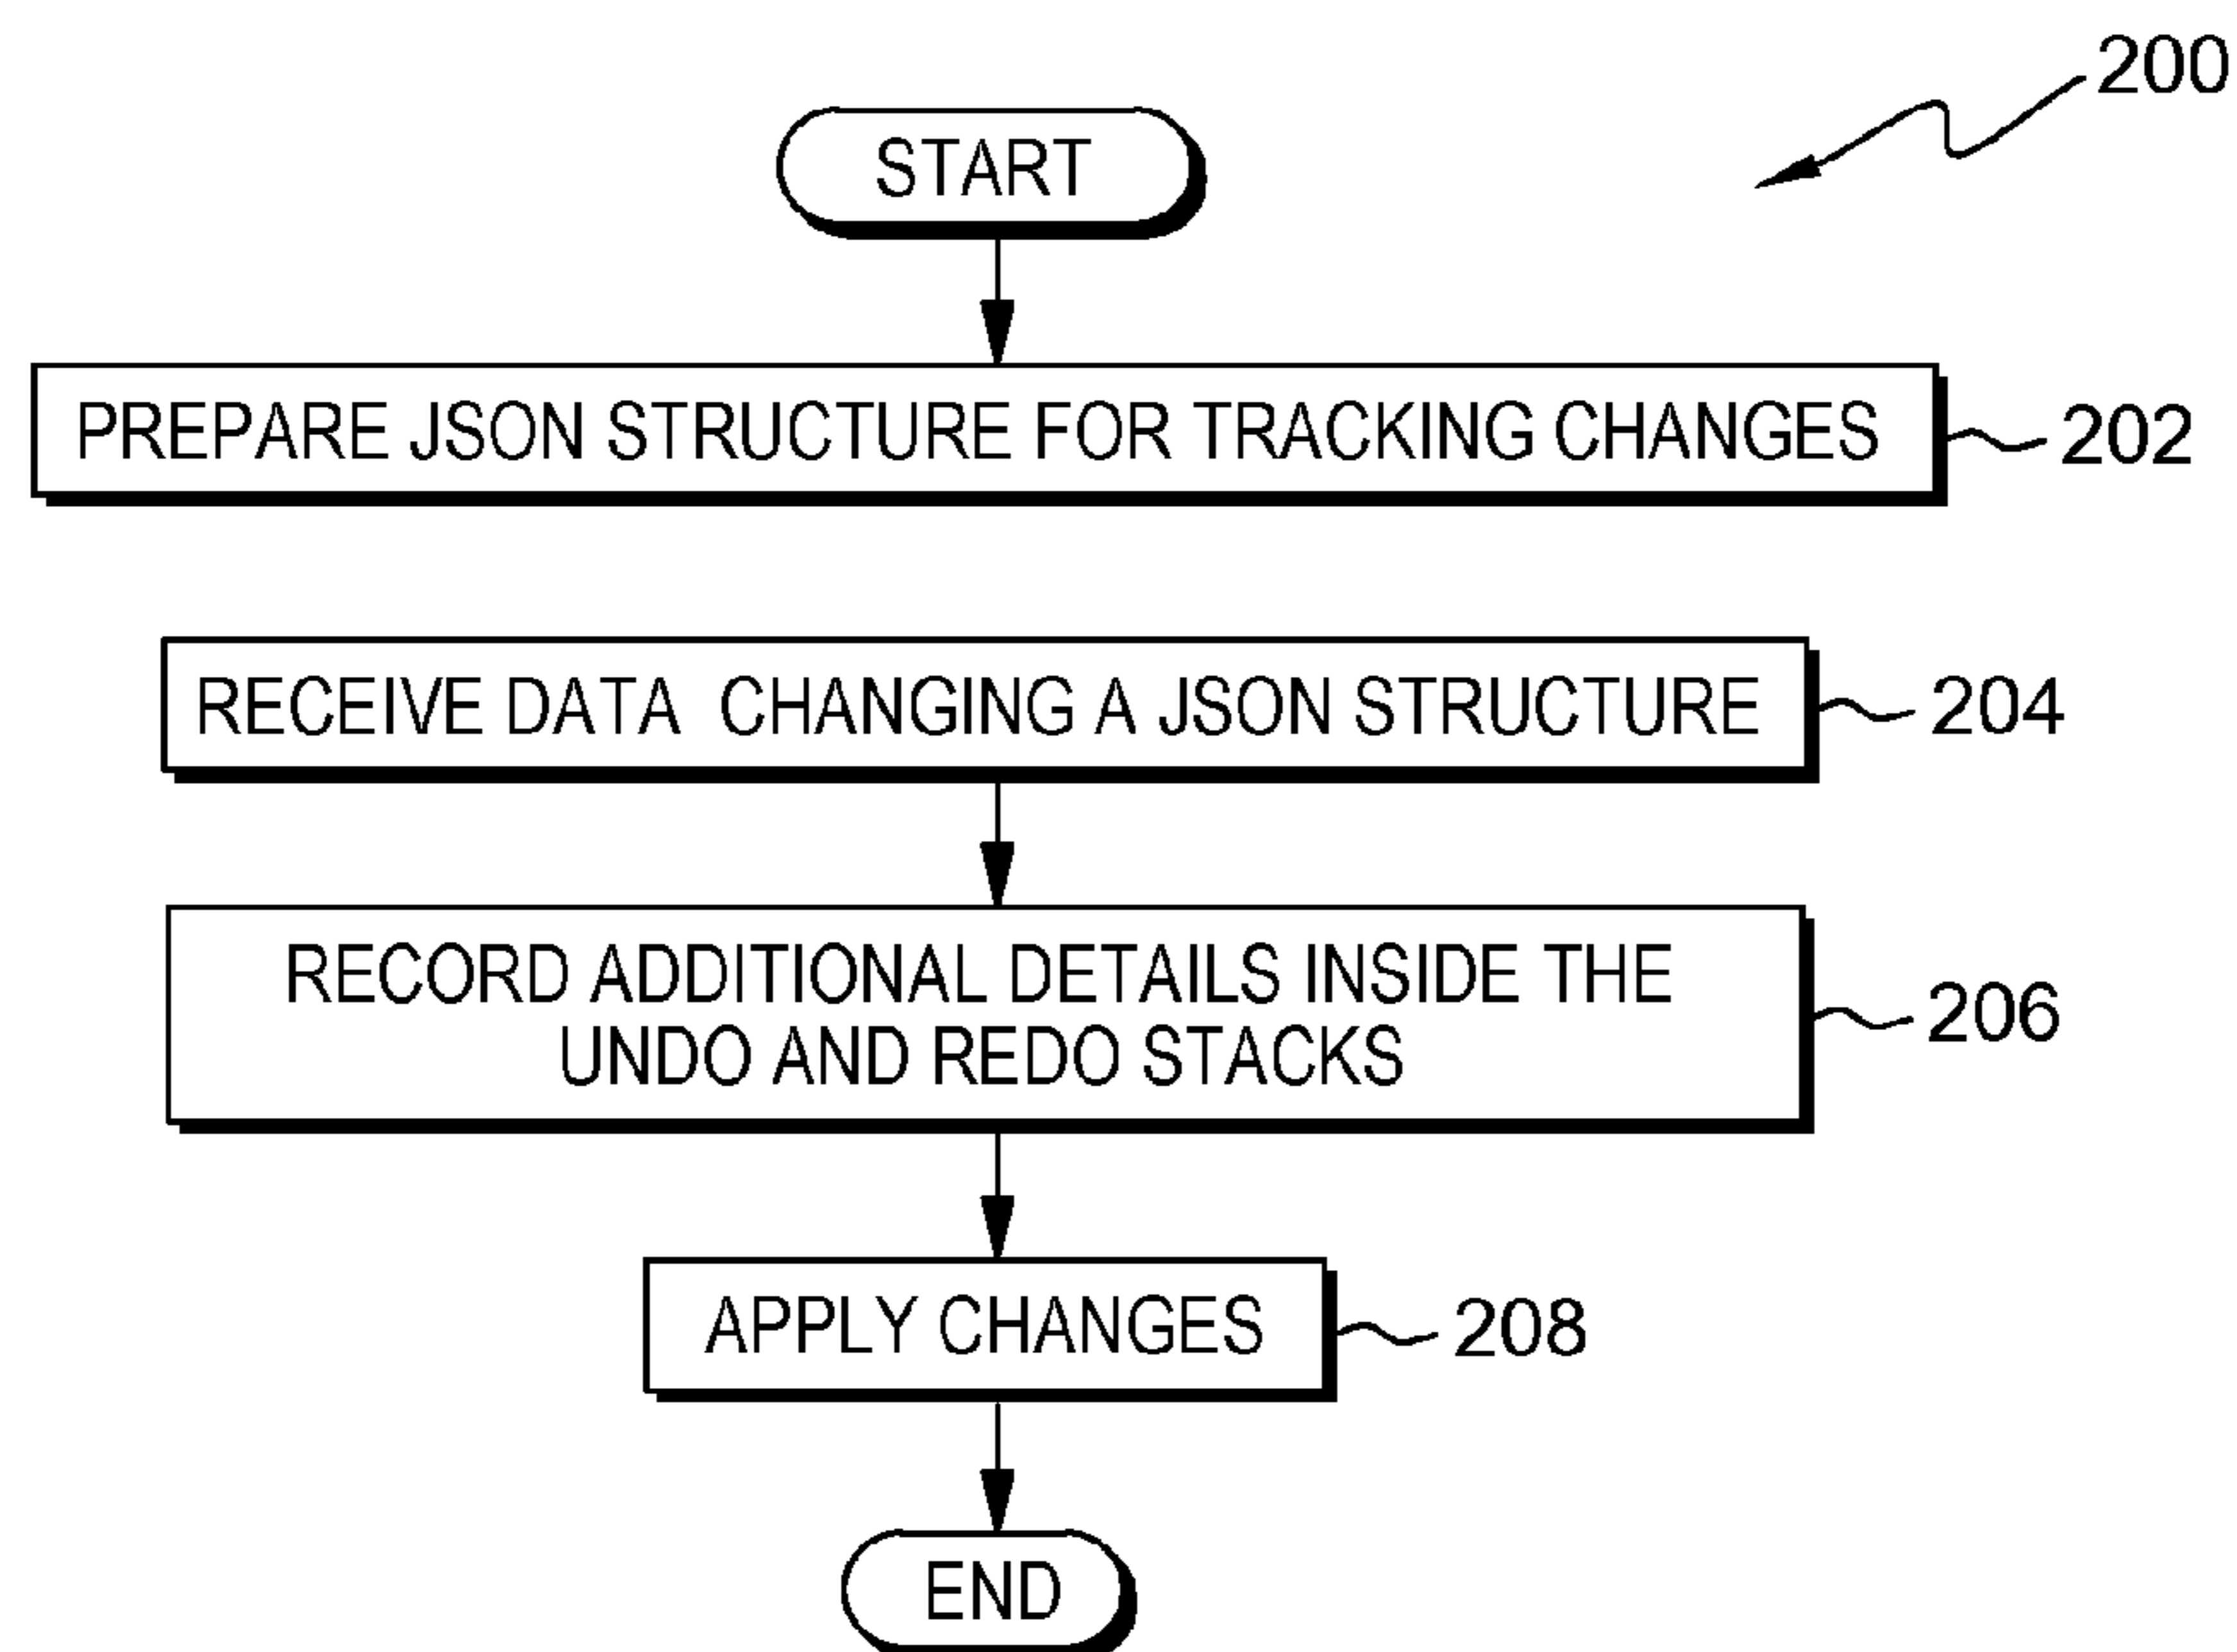 200
START
PREPARE JSON STRUCTURE FOR TRACKING CHANGES
202
RECEIVE DATA CHANGING A JSON STRUCTURE
204
RECORD ADDITIONAL DETAILS INSIDE THE
UNDO AND REDO STACKS
206
APPLY CHANGES
208
END